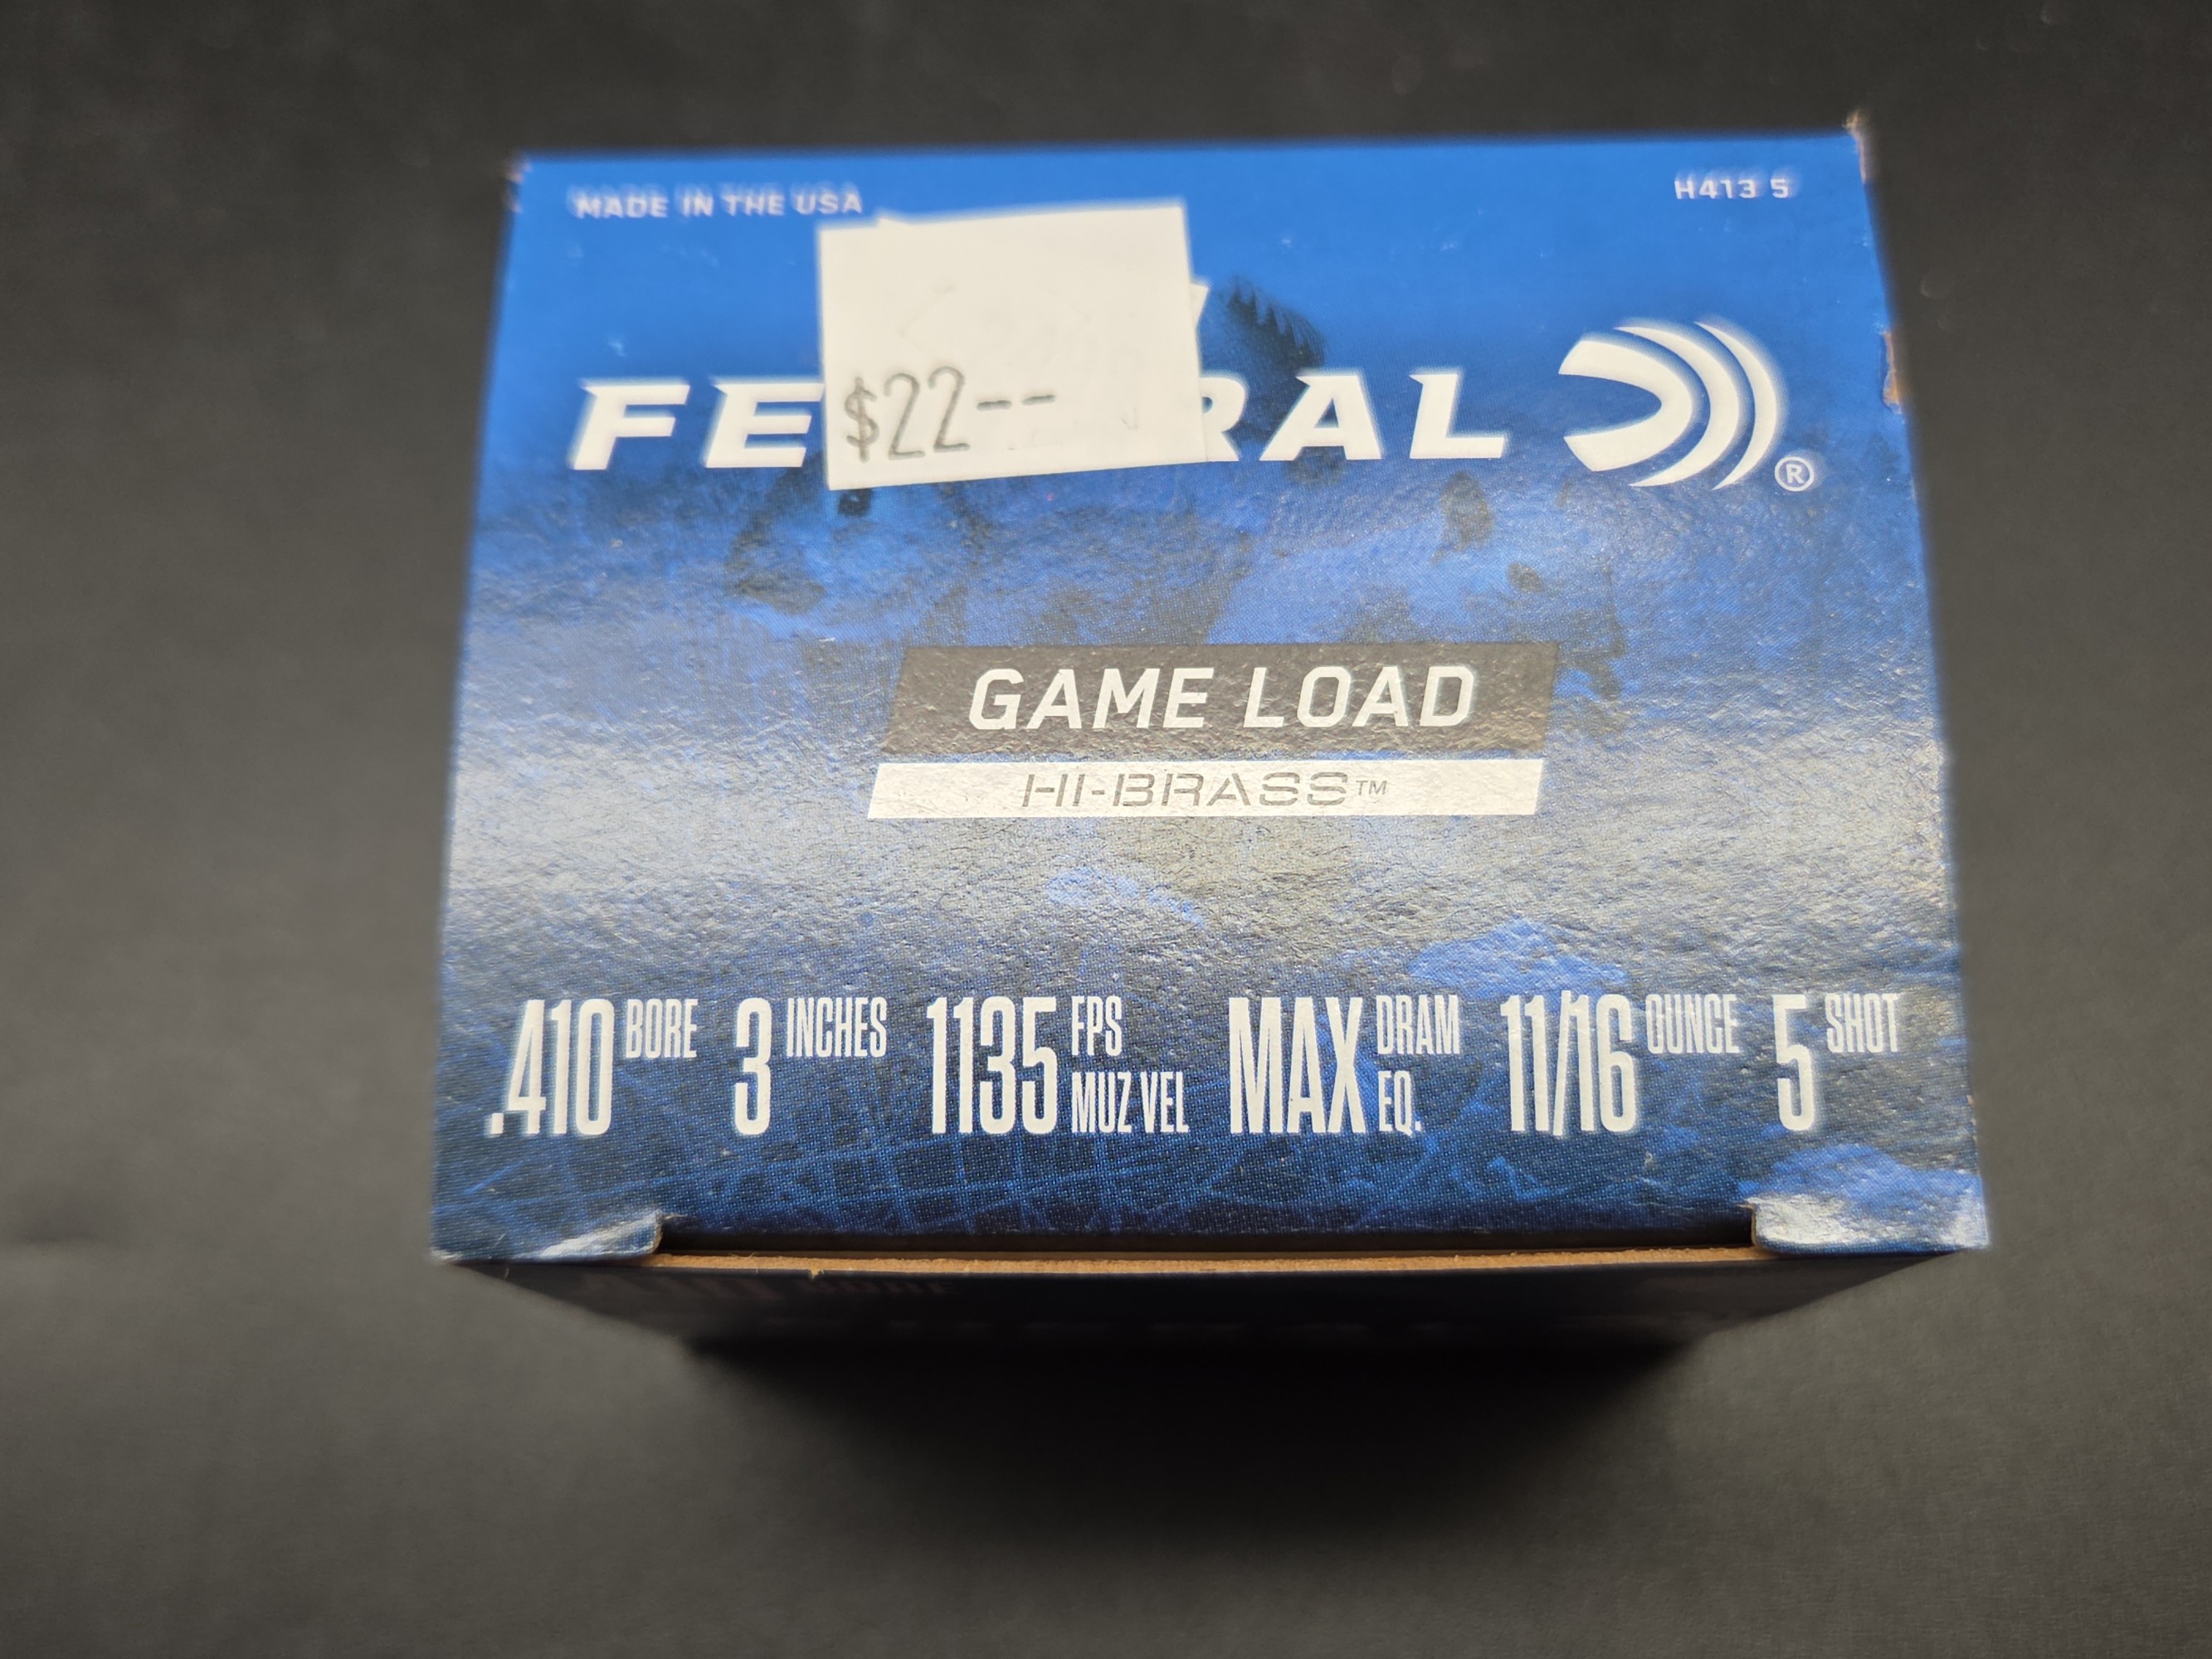 MADE IN THE USA
H413 5
$22--
FE RAL ®
GAME LOAD
HI-BRASS™
.410 BORE 3 INCHES 1135 FPS MUZ VEL MAX DRAM EQ. 11/16 OUNCE 5 SHOT